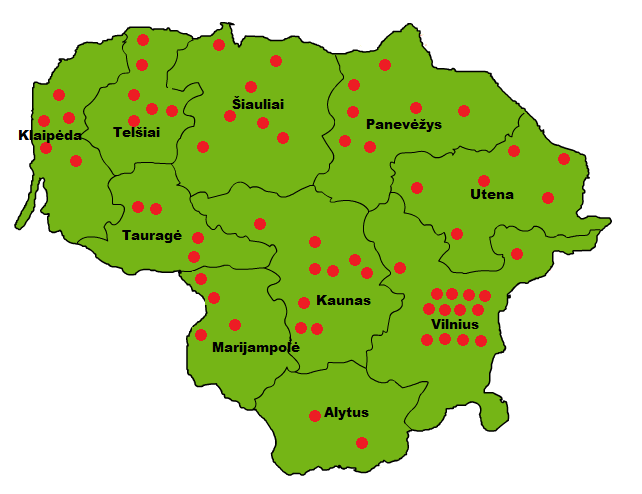 Šiauliai
Panevėžys
Klaipėda
Telšiai
Utena
Tauragė
Kaunas
Vilnius
Marijampolė
Alytus